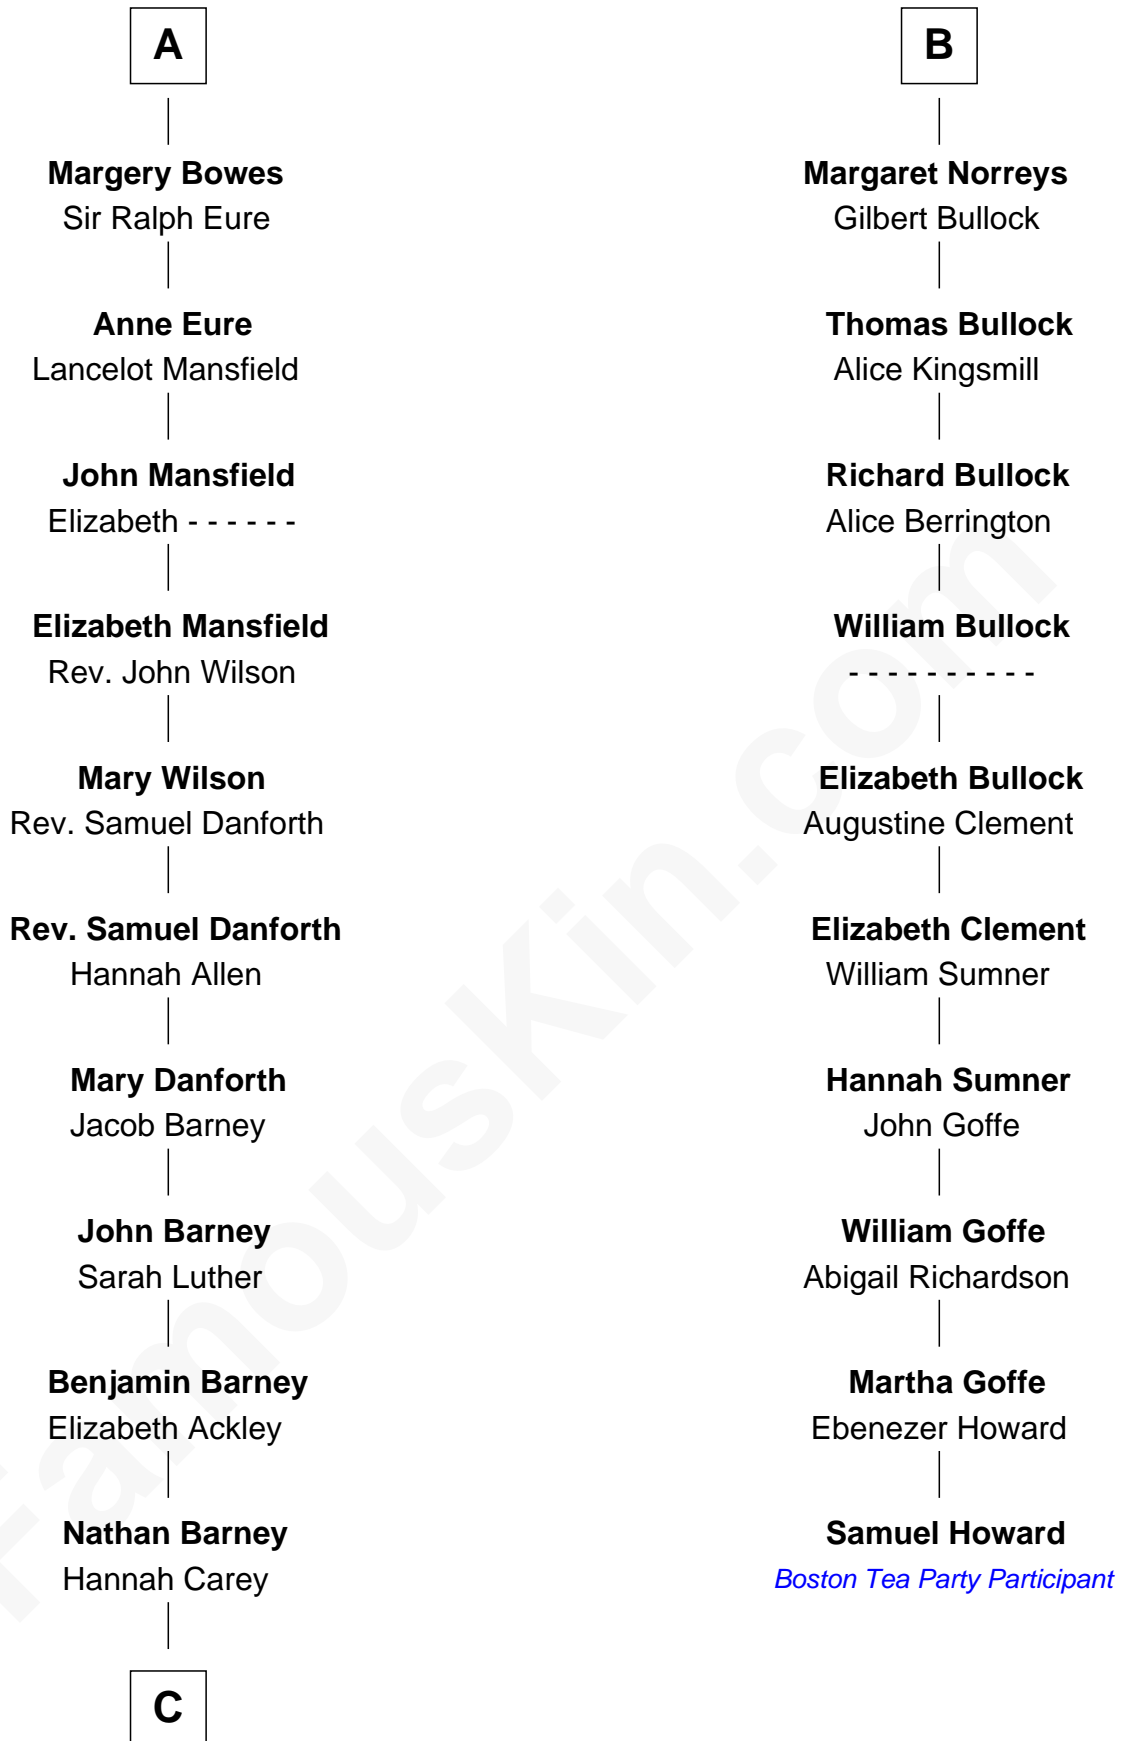 A
Margery Bowes
Sir Ralph Eure
Anne Eure
Lancelot Mansfield
John Mansfield
Elizabeth - - - - - -
Elizabeth Mansfield
Rev. John Wilson
Mary Wilson
Rev. Samuel Danforth
Rev. Samuel Danforth
Hannah Allen
Mary Danforth
Jacob Barney
John Barney
Sarah Luther
Benjamin Barney
Elizabeth Ackley
Nathan Barney
Hannah Carey
C
B
Margaret Norreys
Gilbert Bullock
Thomas Bullock
Alice Kingsmill
Richard Bullock
Alice Berrington
William Bullock
- - - - - - - - - -
Elizabeth Bullock
Augustine Clement
Elizabeth Clement
William Sumner
Hannah Sumner
John Goffe
William Goffe
Abigail Richardson
Martha Goffe
Ebenezer Howard
Samuel Howard
Boston Tea Party Participant
FamousKin.com